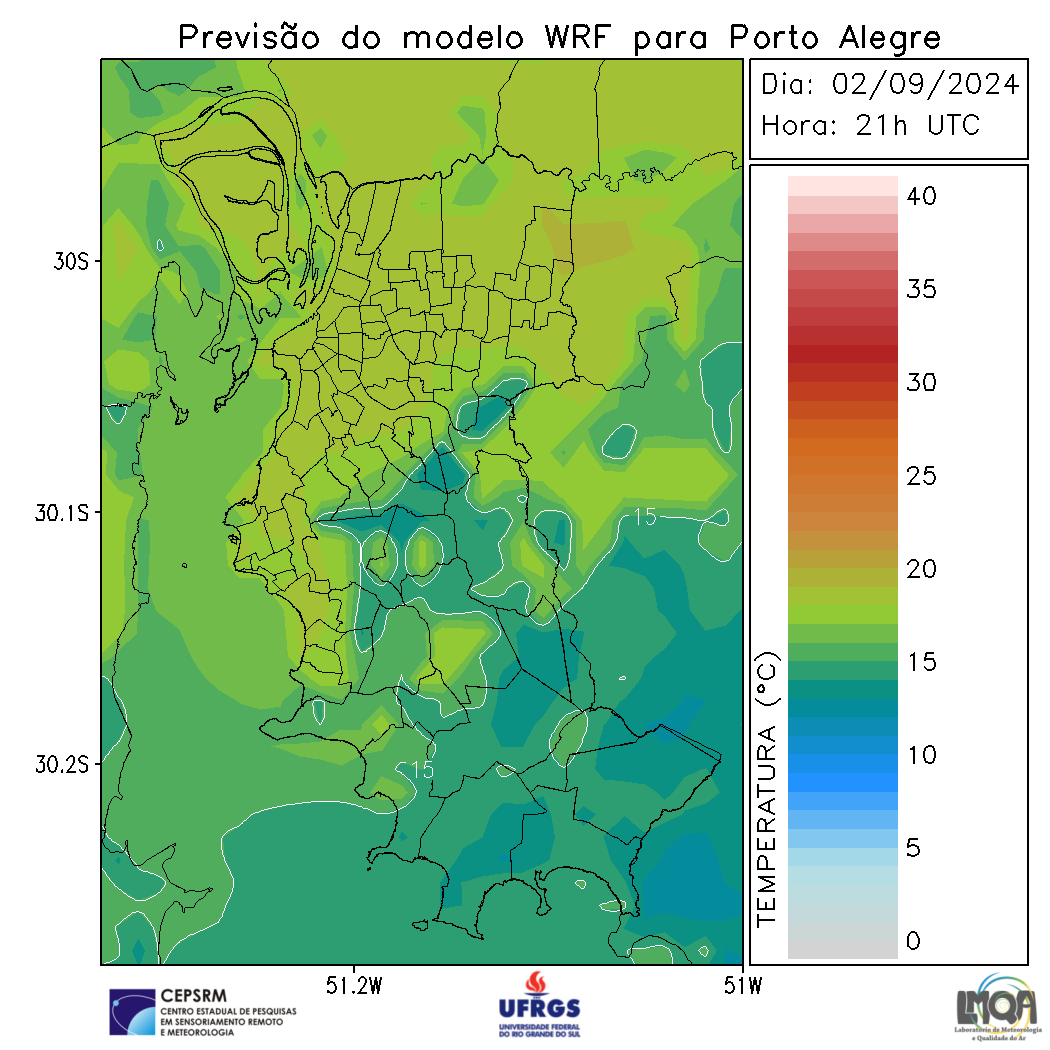 Previsão do modelo WRF para Porto Alegre
Dia: 02/09/2024
Hora: 21h UTC
40
35
30
25
20
15
10
5
0
TEMPERATURA (°C)
30S
30.1S
30.2S
15
15
51.2W
51W
CEPSRM
CENTRO ESTADUAL DE PESQUISAS
EM SENSORIAMENTO REMOTO
E METEOROLOGIA
UFRGS
UNIVERSIDADE FEDERAL
DO RIO GRANDE DO SUL
LMQA
Laboratório de Meteorologia
e Qualidade do Ar